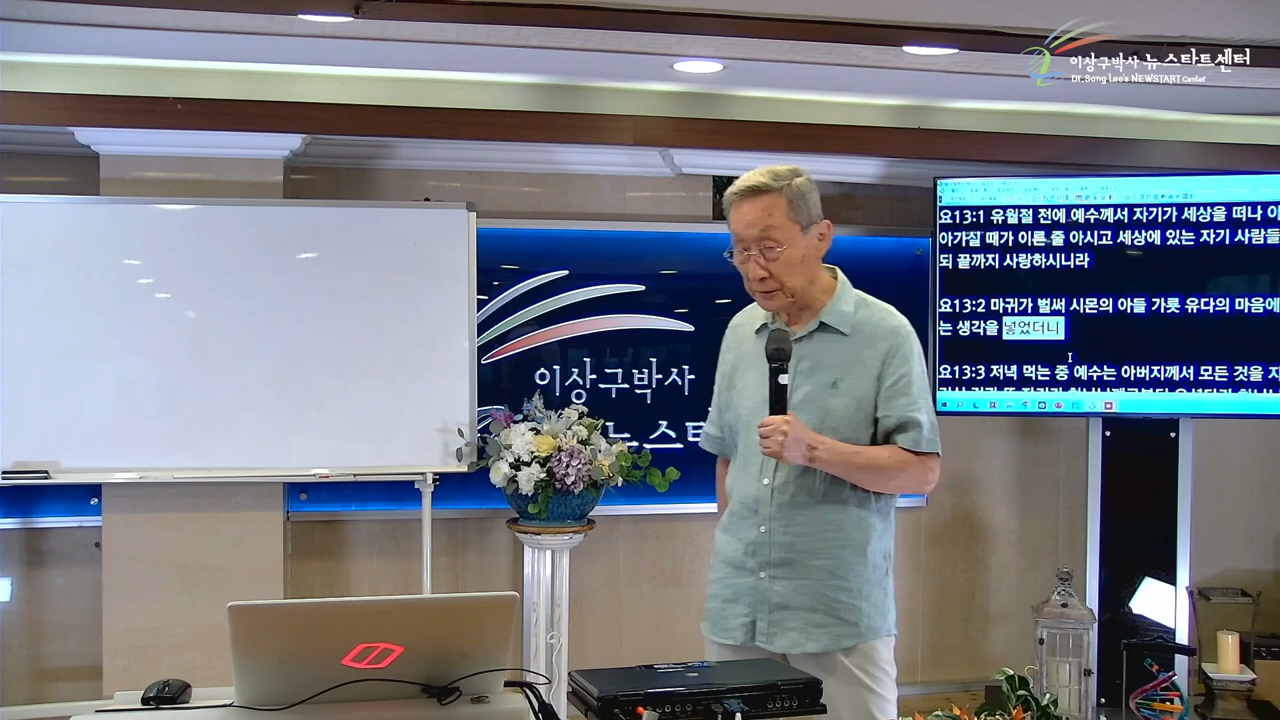 이상구박사 뉴스타트센터
Dr.Sang Lee's NEWSTART Center
이상구박사
뉴스타
요13:1 유월절 전에 예수께서 자기가 세상을 떠나
아가실 때가 이른 줄 아시고 세상에 있는 자기 사람들
되 끝까지 사랑하시니라
요13:2 마귀가 벌써 시몬의 아들 가룟 유다의 마음에
는 생각을 넣었더니
요13:3 저녁 먹는 중 예수는 아버지께서 모든 것을